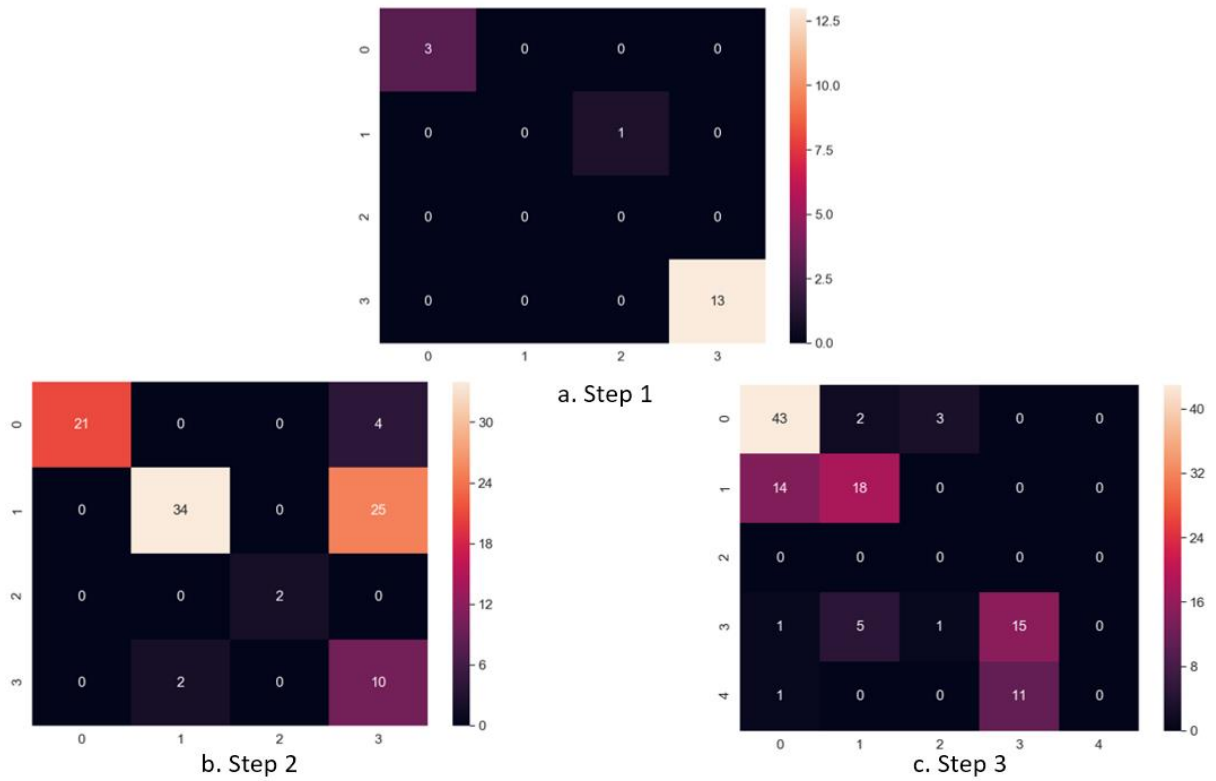 0 3 0 0 0
1 0 0 1 0
2 0 0 0 0
3 0 0 0 13
0 1 2 3
12.5
10.0
7.5
5.0
2.5
0.0
a. Step 1
0 21 0 0 4
1 0 34 0 25
2 0 0 2 0
3 0 2 0 10
0 1 2 3
30
24
18
12
6
0
b. Step 2
0 43 2 3 0 0
1 14 18 0 0 0
2 0 0 0 0 0
3 1 5 1 15 0
4 1 0 0 11 0
0 1 2 3 4
40
32
24
16
8
0
c. Step 3